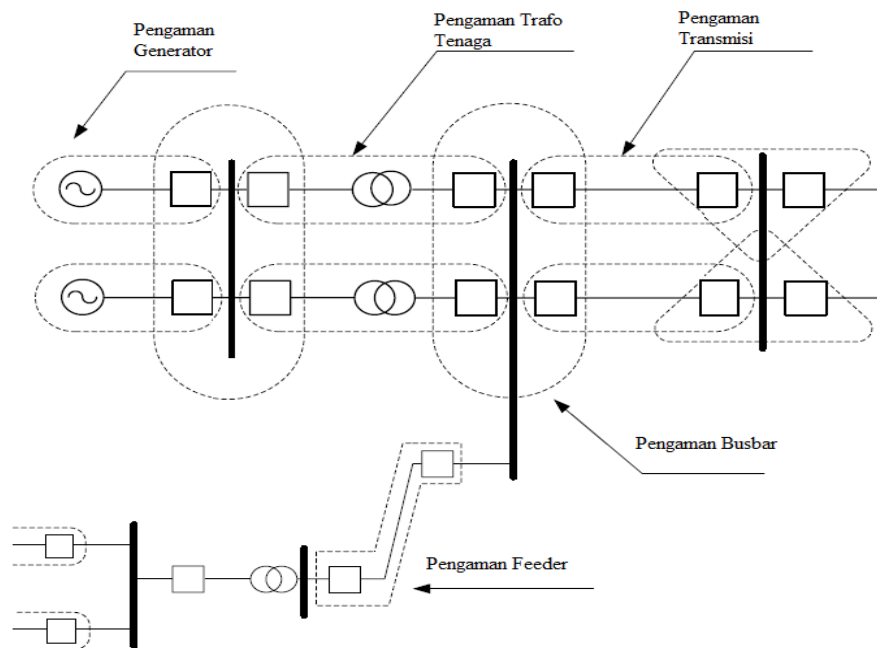 Pengaman
Generator
Pengaman Trafo
Tenaga
Pengaman
Transmisi
Pengaman Busbar
Pengaman Feeder